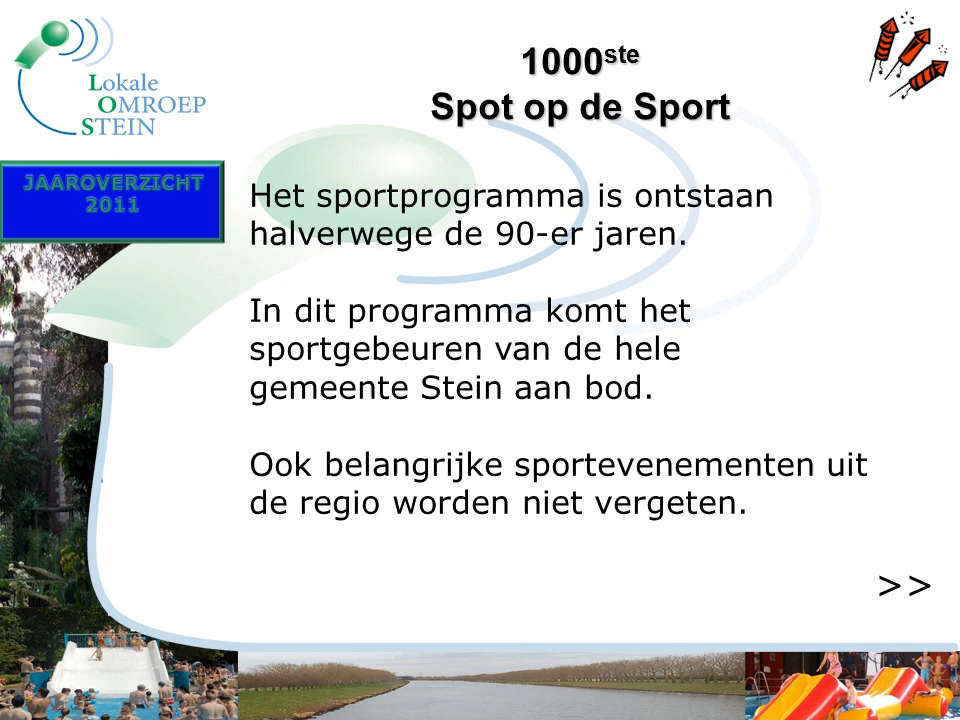 Lokale
OMROEP
STEIN
1000ste
Spot op de Sport
JAAROVERZICHT
2011
Het sportprogramma is ontstaan
halverwege de 90-er jaren.
In dit programma komt het
sportgebeuren van de hele
gemeente Stein aan bod.
Ook belangrijke sportevenementen uit
de regio worden niet vergeten.
>>